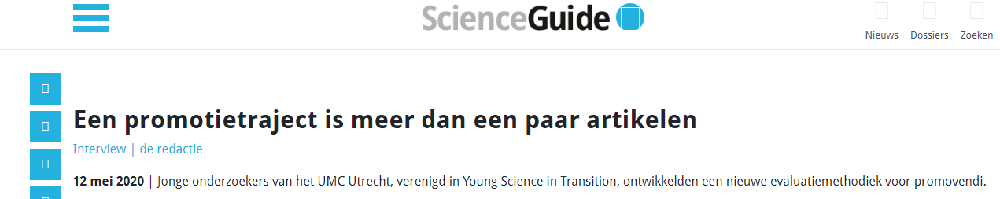 ScienceGuide
Nieuws Dossiers Zoeken
Een promotietraject is meer dan een paar artikelen
Interview | de redactie
12 mei 2020 | Jonge onderzoekers van het UMC Utrecht, verenigd in Young Science in Transition, ontwikkelden een nieuwe evaluatiemethodiek voor promovendi.